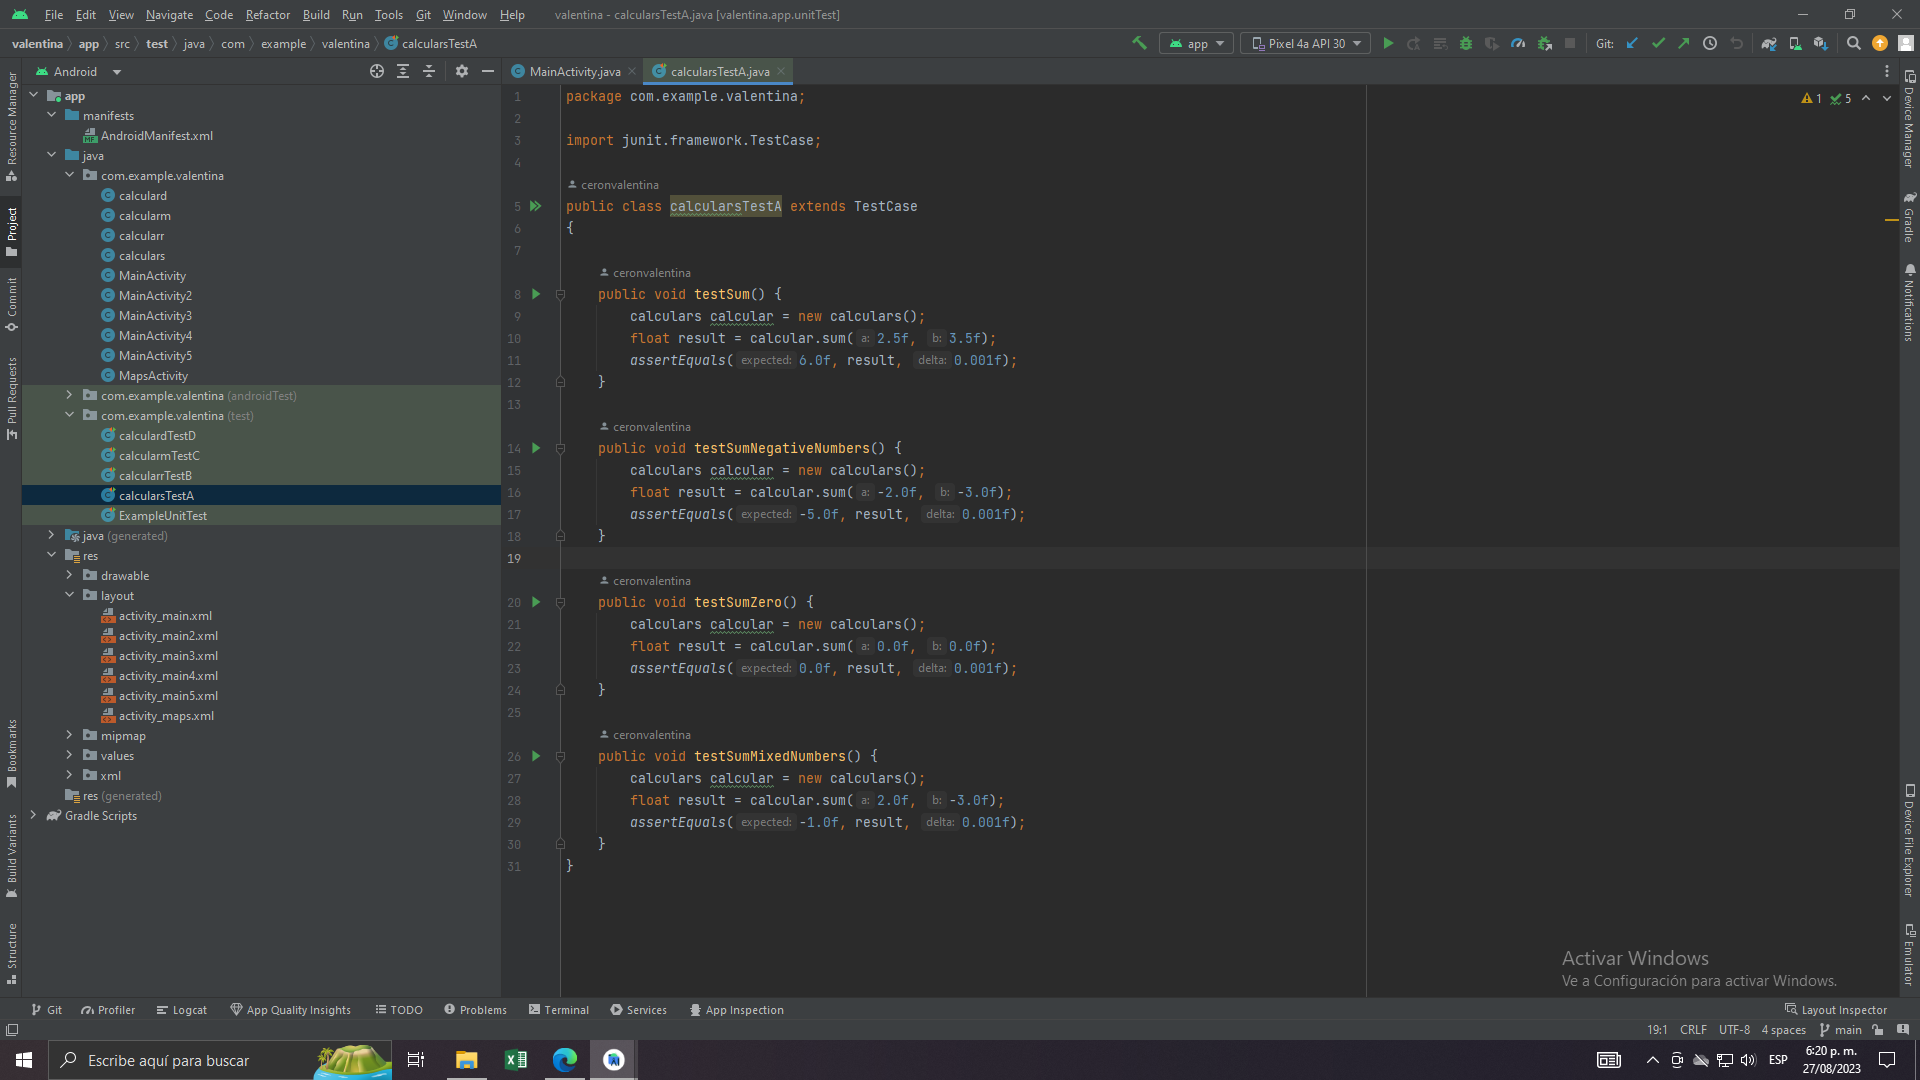 File Edit View Navigate Code Refactor Build Run Tools Git Window Help valentina - calcularsTestA.java [valentina.app.unitTest]
valentina app src test java com example valentina calcularsTestA app Pixel 4a API 30 Git:
Android
MainActivity.java calcularsTestA.java
Resource Manager
Project
Commit
Pull Requests
Bookmarks
Build Variants
Structure
app
manifests
AndroidManifest.xml
java
com.example.valentina
calculard
calcularm
calcularr
calculars
MainActivity
MainActivity2
MainActivity3
MainActivity4
MainActivity5
MapsActivity
com.example.valentina (androidTest)
com.example.valentina (test)
calculardTestD
calcularmTestC
calcularrTestB
calcularsTestA
ExampleUnitTest
java (generated)
res
drawable
layout
activity_main.xml
activity_main2.xml
activity_main3.xml
activity_main4.xml
activity_main5.xml
activity_maps.xml
mipmap
values
xml
res (generated)
Gradle Scripts
1 package com.example.valentina;
2
3 import junit.framework.TestCase;
4
ceronvalentina
5 public class calcularsTestA extends TestCase
6 {
7
ceronvalentina
8 public void testSum() {
9 calculars calcular = new calculars();
10 float result = calcular.sum( a: 2.5f, b: 3.5f);
11 assertEquals( expected: 6.0f, result, delta: 0.001f);
12 }
13
ceronvalentina
14 public void testSumNegativeNumbers() {
15 calculars calcular = new calculars();
16 float result = calcular.sum( a: -2.0f, b: -3.0f);
17 assertEquals( expected: -5.0f, result, delta: 0.001f);
18 }
19
ceronvalentina
20 public void testSumZero() {
21 calculars calcular = new calculars();
22 float result = calcular.sum( a: 0.0f, b: 0.0f);
23 assertEquals( expected: 0.0f, result, delta: 0.001f);
24 }
25
ceronvalentina
26 public void testSumMixedNumbers() {
27 calculars calcular = new calculars();
28 float result = calcular.sum( a: 2.0f, b: -3.0f);
29 assertEquals( expected: -1.0f, result, delta: 0.001f);
30 }
31 }
1 5
Device Manager
Gradle
Notifications
Device File Explorer
Emulator
Activar Windows
Ve a Configuración para activar Windows.
Git Profiler Logcat App Quality Insights TODO Problems Terminal Services App Inspection Layout Inspector
19:1 CRLF UTF-8 4 spaces main
Escribe aquí para buscar
ESP
6:20 p. m.
27/08/2023